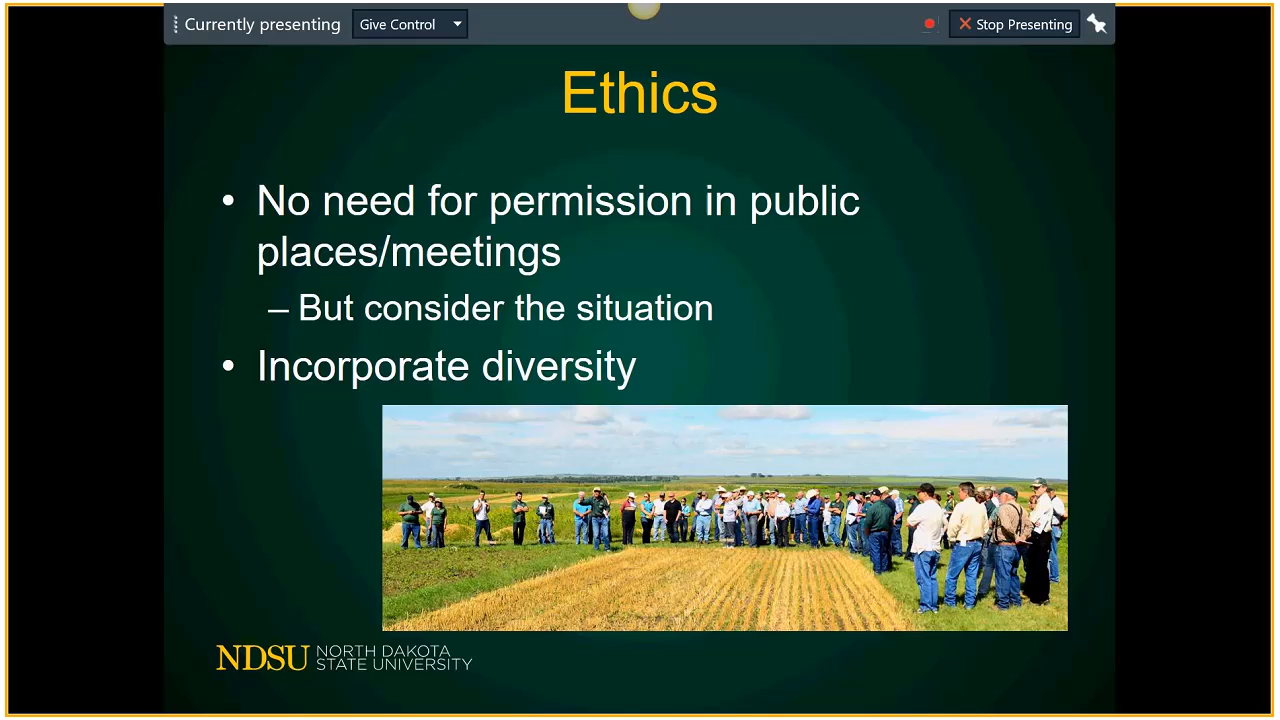 Currently presenting
Give Control
Stop Presenting
Ethics
• No need for permission in public
places/meetings
– But consider the situation
• Incorporate diversity
NDSU NORTH DAKOTA
STATE UNIVERSITY